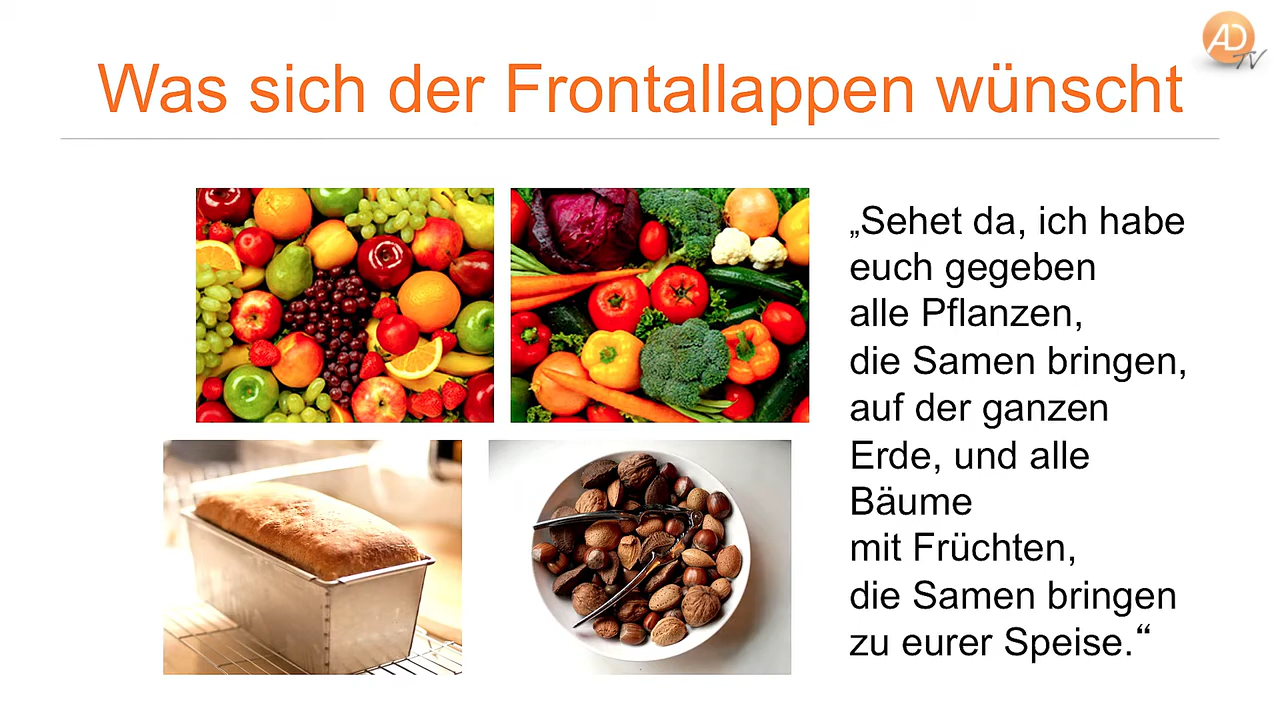 AD
TV
Was sich der Frontallappen wünscht
„Sehet da, ich habe
euch gegeben
alle Pflanzen,
die Samen bringen,
auf der ganzen
Erde, und alle
Bäume
mit Früchten,
die Samen bringen
zu eurer Speise.“